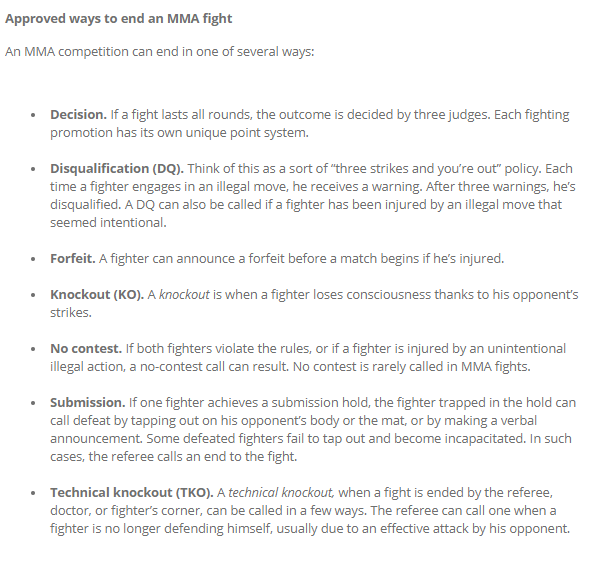 Approved ways to end an MMA fight
An MMA competition can end in one of several ways:
• Decision. If a fight lasts all rounds, the outcome is decided by three judges. Each fighting
promotion has its own unique point system.
• Disqualification (DQ). Think of this as a sort of “three strikes and you’re out” policy. Each
time a fighter engages in an illegal move, he receives a warning. After three warnings, he’s
disqualified. A DQ can also be called if a fighter has been injured by an illegal move that
seemed intentional.
• Forfeit. A fighter can announce a forfeit before a match begins if he’s injured.
• Knockout (KO). A knockout is when a fighter loses consciousness thanks to his opponent’s
strikes.
• No contest. If both fighters violate the rules, or if a fighter is injured by an unintentional
illegal action, a no-contest call can result. No contest is rarely called in MMA fights.
• Submission. If one fighter achieves a submission hold, the fighter trapped in the hold can
call defeat by tapping out on his opponent’s body or the mat, or by making a verbal
announcement. Some defeated fighters fail to tap out and become incapacitated. In such
cases, the referee calls an end to the fight.
• Technical knockout (TKO). A technical knockout, when a fight is ended by the referee,
doctor, or fighter’s corner, can be called in a few ways. The referee can call one when a
fighter is no longer defending himself, usually due to an effective attack by his opponent.